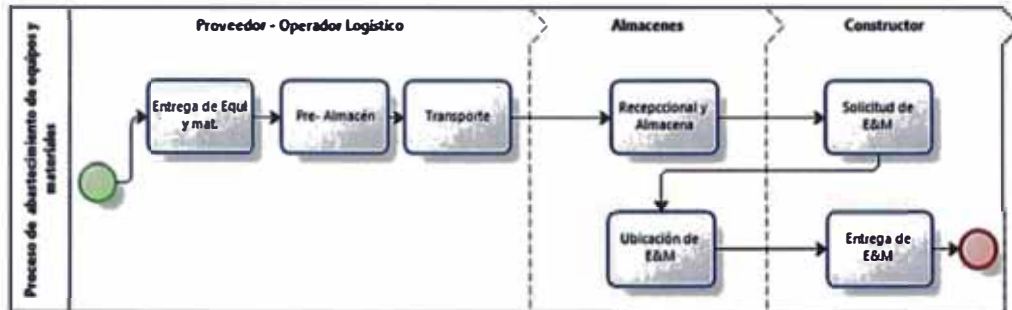 Proceso de abastecimiento de equipos y
materiales
Proveedor - Operador Logístico
Almacenes
Constructor
Entrega de Equi
y mat.
Pre- Almacén
Transporte
Recepccional y
Almacena
Solicitud de
E&M
Ubicación de
E&M
Entrega de
E&M